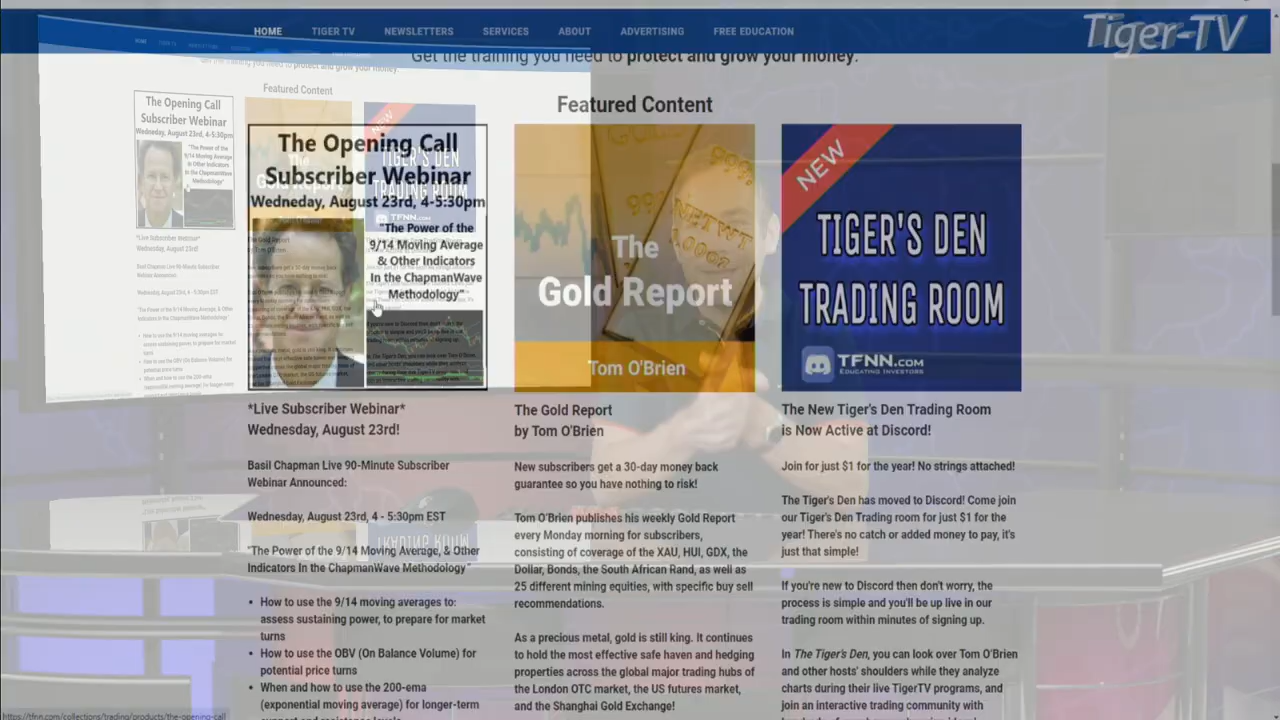 HOME TIGER TV NEWSLETTERS SERVICES ABOUT ADVERTISING FREE EDUCATION
Tiger-TV
Get the training you need to protect and grow your money.
Featured Content
The Opening Call
Subscriber Webinar
Wedneday, August 23rd, 4-5:30pm
"The Power of the
9/14 Moving Average
& Other Indicators
In the ChapmanWave
Methodology"
*Live Subscriber Webinar*
Wednesday, August 23rd!
Basil Chapman Live 90-Minute Subscriber
Webinar Announced:
Wednesday, August 23rd, 4 - 5:30pm EST
"The Power of the 9/14 Moving Average, & Other
Indicators In the ChapmanWave Methodology"
• How to use the 9/14 moving averages to:
assess sustaining power, to prepare for market
turns
• How to use the OBV (On Balance Volume) for
potential price turns
• When and how to use the 200-ema
(exponential moving average) for longer-term
The
Gold Report
Tom O'Brien
The Gold Report
by Tom O'Brien
New subscribers get a 30-day money back
guarantee so you have nothing to risk!
Tom O'Brien publishes his weekly Gold Report
every Monday morning for subscribers,
consisting of coverage of the XAU, HUI, GDX, the
Dollar, Bonds, the South African Rand, as well as
25 different mining equities, with specific buy sell
recommendations.
As a precious metal, gold is still king. It continues
to hold the most effective safe haven and hedging
properties across the global major trading hubs of
the London OTC market, the US futures market,
and the Shanghai Gold Exchange!
NEW
TIGER'S DEN
TRADING ROOM
TFNN.COM
EDUCATING INVESTORS
The New Tiger's Den Trading Room
is Now Active at Discord!
Join for just $1 for the year! No strings attached!
The Tiger's Den has moved to Discord! Come join
our Tiger's Den Trading room for just $1 for the
year! There's no catch or added money to pay, it's
just that simple!
If you're new to Discord then don't worry, the
process is simple and you'll be up live in our
trading room within minutes of signing up.
In The Tiger's Den, you can look over Tom O'Brien
and other hosts' shoulders while they analyze
charts during their live TigerTV programs, and
join an interactive trading community with
https://tfnn.com/collections/trading/products/the-opening-call